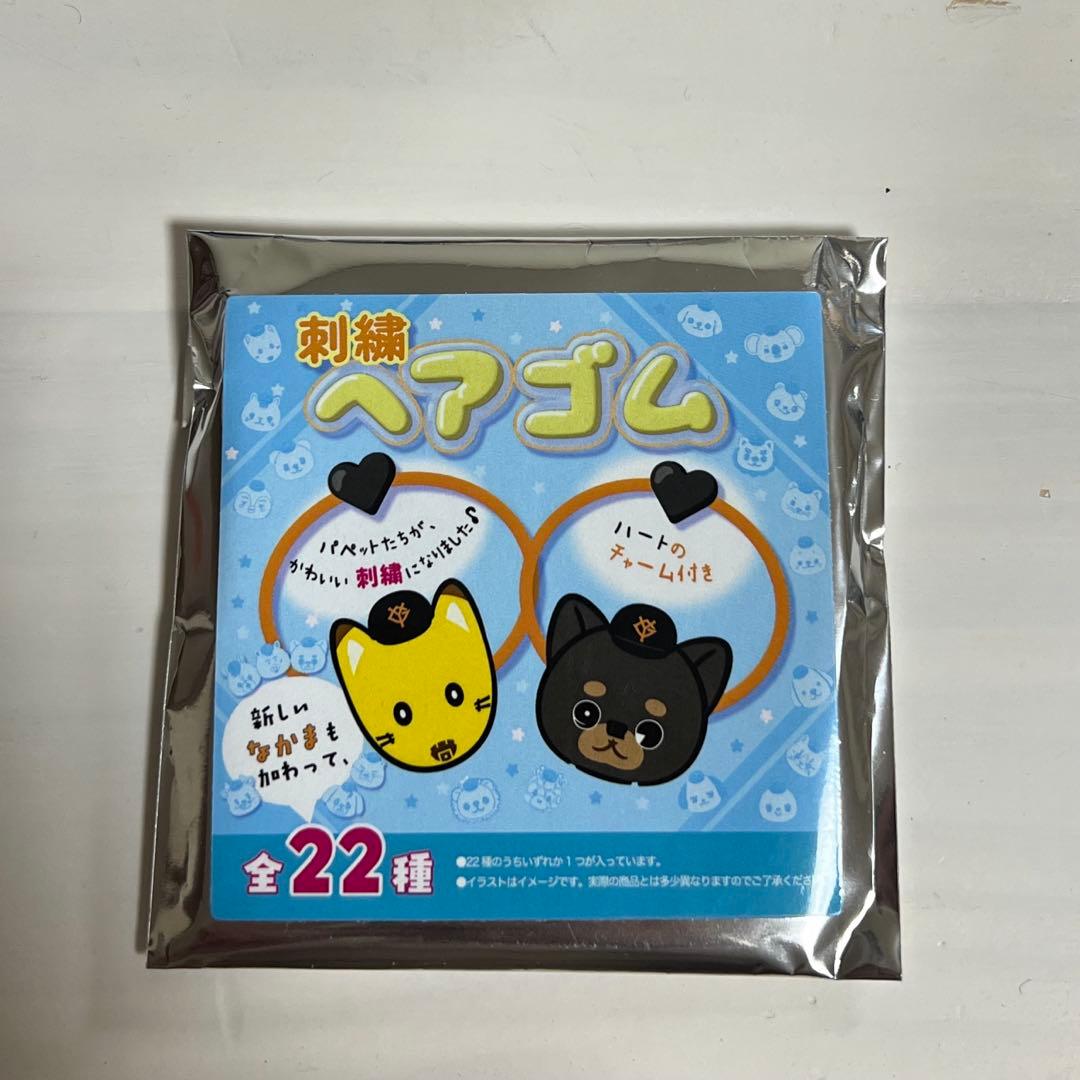 刺繍
ヘアゴム
パペットたちが、
かわいい刺繍になりました♪
ハートの
チャーム付き
新しい
なかまも
加わって、
全22種
●22種のうちいずれか1つが入っています。
●イラストはイメージです。実際の商品とは多少異なりますのでご了承くださ